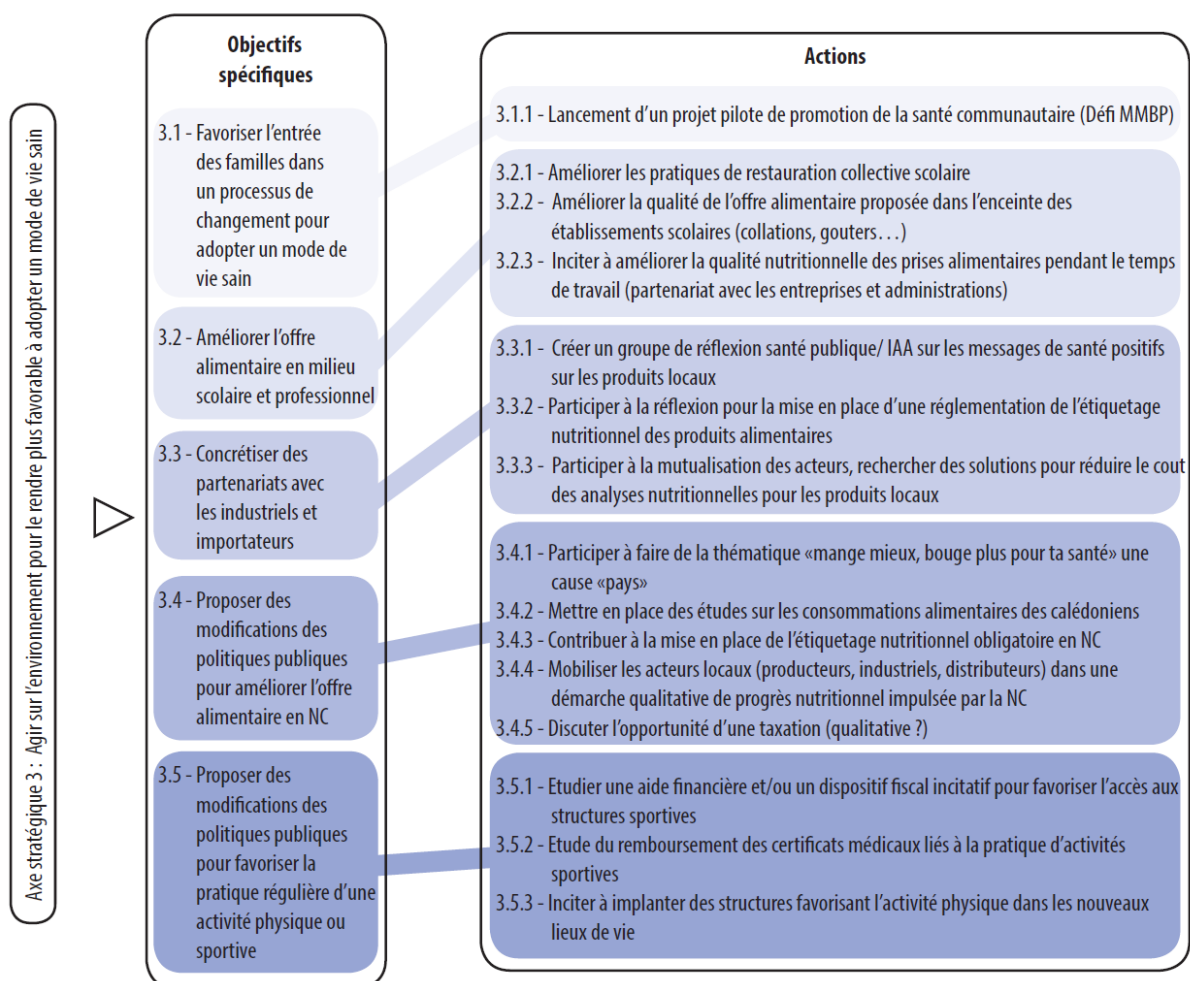 Axe stratégique 3 : Agir sur l'environnement pour le rendre plus favorable à adopter un mode de vie sain
Objectifs
spécifiques
3.1 - Favoriser l'entrée
des familles dans
un processus de
changement pour
adopter un mode de
vie sain
3.2 - Améliorer l'offre
alimentaire en milieu
scolaire et professionnel
3.3 - Concrétiser des
partenariats avec
les industriels et
importateurs
3.4 - Proposer des
modifications des
politiques publiques
pour améliorer l'offre
alimentaire en NC
3.5 - Proposer des
modifications des
politiques publiques
pour favoriser la
pratique régulière d'une
activité physique ou
sportive
Actions
3.1.1 - Lancement d'un projet pilote de promotion de la santé communautaire (Défi MMBP)
3.2.1 - Améliorer les pratiques de restauration collective scolaire
3.2.2 - Améliorer la qualité de l'offre alimentaire proposée dans l'enceinte des
établissements scolaires (collations, gouters…)
3.2.3 - Inciter à améliorer la qualité nutritionnelle des prises alimentaires pendant le temps
de travail (partenariat avec les entreprises et administrations)
3.3.1 - Créer un groupe de réflexion santé publique/ IAA sur les messages de santé positifs
sur les produits locaux
3.3.2 - Participer à la réflexion pour la mise en place d'une réglementation de l'étiquetage
nutritionnel des produits alimentaires
3.3.3 - Participer à la mutualisation des acteurs, rechercher des solutions pour réduire le cout
des analyses nutritionnelles pour les produits locaux
3.4.1 - Participer à faire de la thématique «mange mieux, bouge plus pour ta santé» une
cause «pays»
3.4.2 - Mettre en place des études sur les consommations alimentaires des calédoniens
3.4.3 - Contribuer à la mise en place de l'étiquetage nutritionnel obligatoire en NC
3.4.4 - Mobiliser les acteurs locaux (producteurs, industriels, distributeurs) dans une
démarche qualitative de progrès nutritionnel impulsée par la NC
3.4.5 - Discuter l'opportunité d'une taxation (qualitative ?)
3.5.1 - Etudier une aide financière et/ou un dispositif fiscal incitatif pour favoriser l'accès aux
structures sportives
3.5.2 - Etude du remboursement des certificats médicaux liés à la pratique d'activités
sportives
3.5.3 - Inciter à implanter des structures favorisant l'activité physique dans les nouveaux
lieux de vie